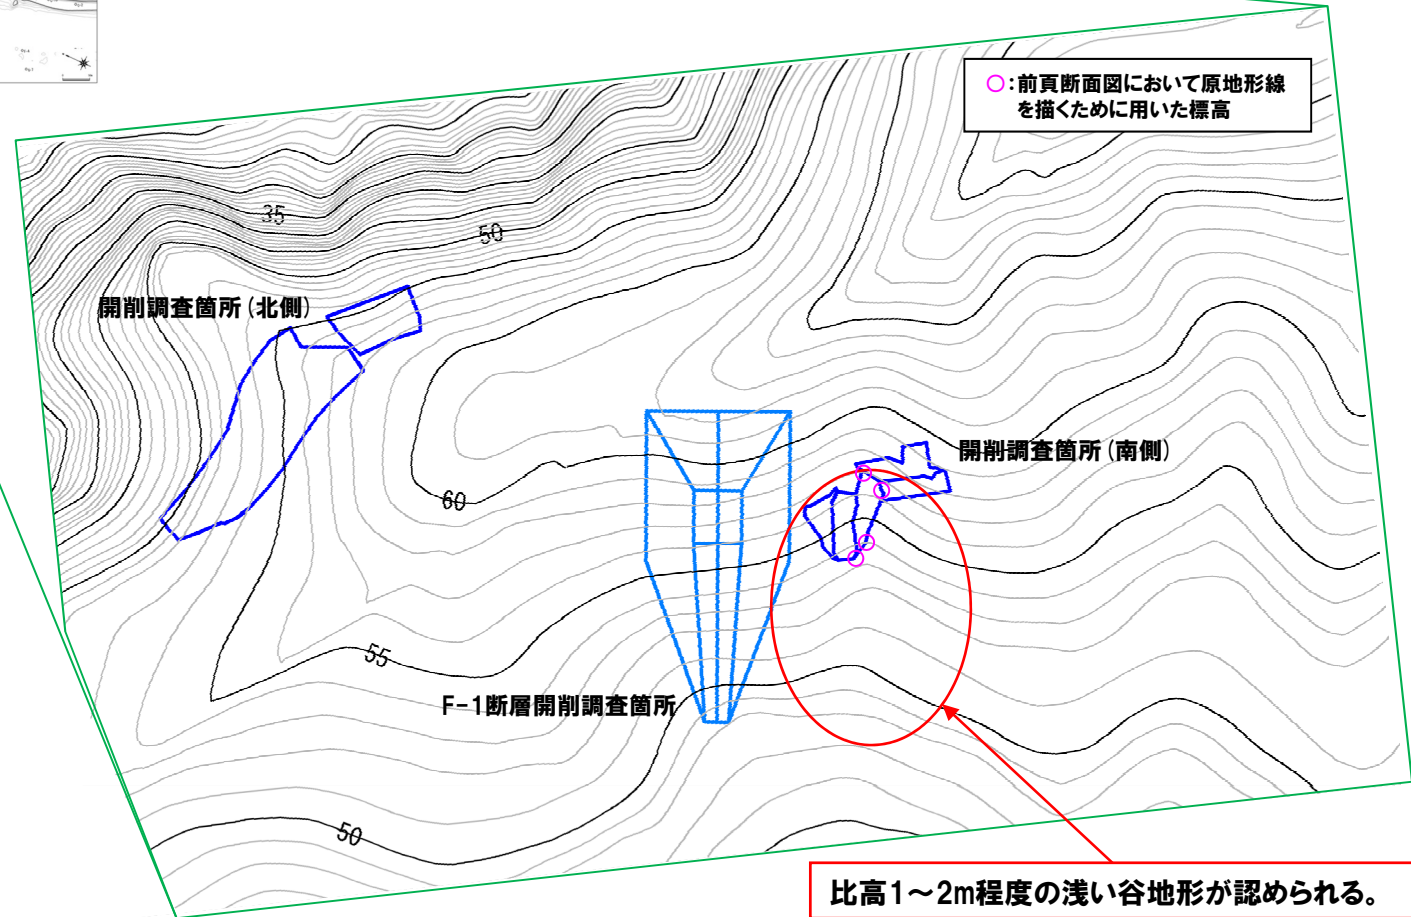 ○:前頁断面図において原地形線
を描くために用いた標高
35
50
開削調査箇所(北側)
開削調査箇所(南側)
60
55
F-1断層開削調査箇所
50
比高1～2m程度の浅い谷地形が認められる。